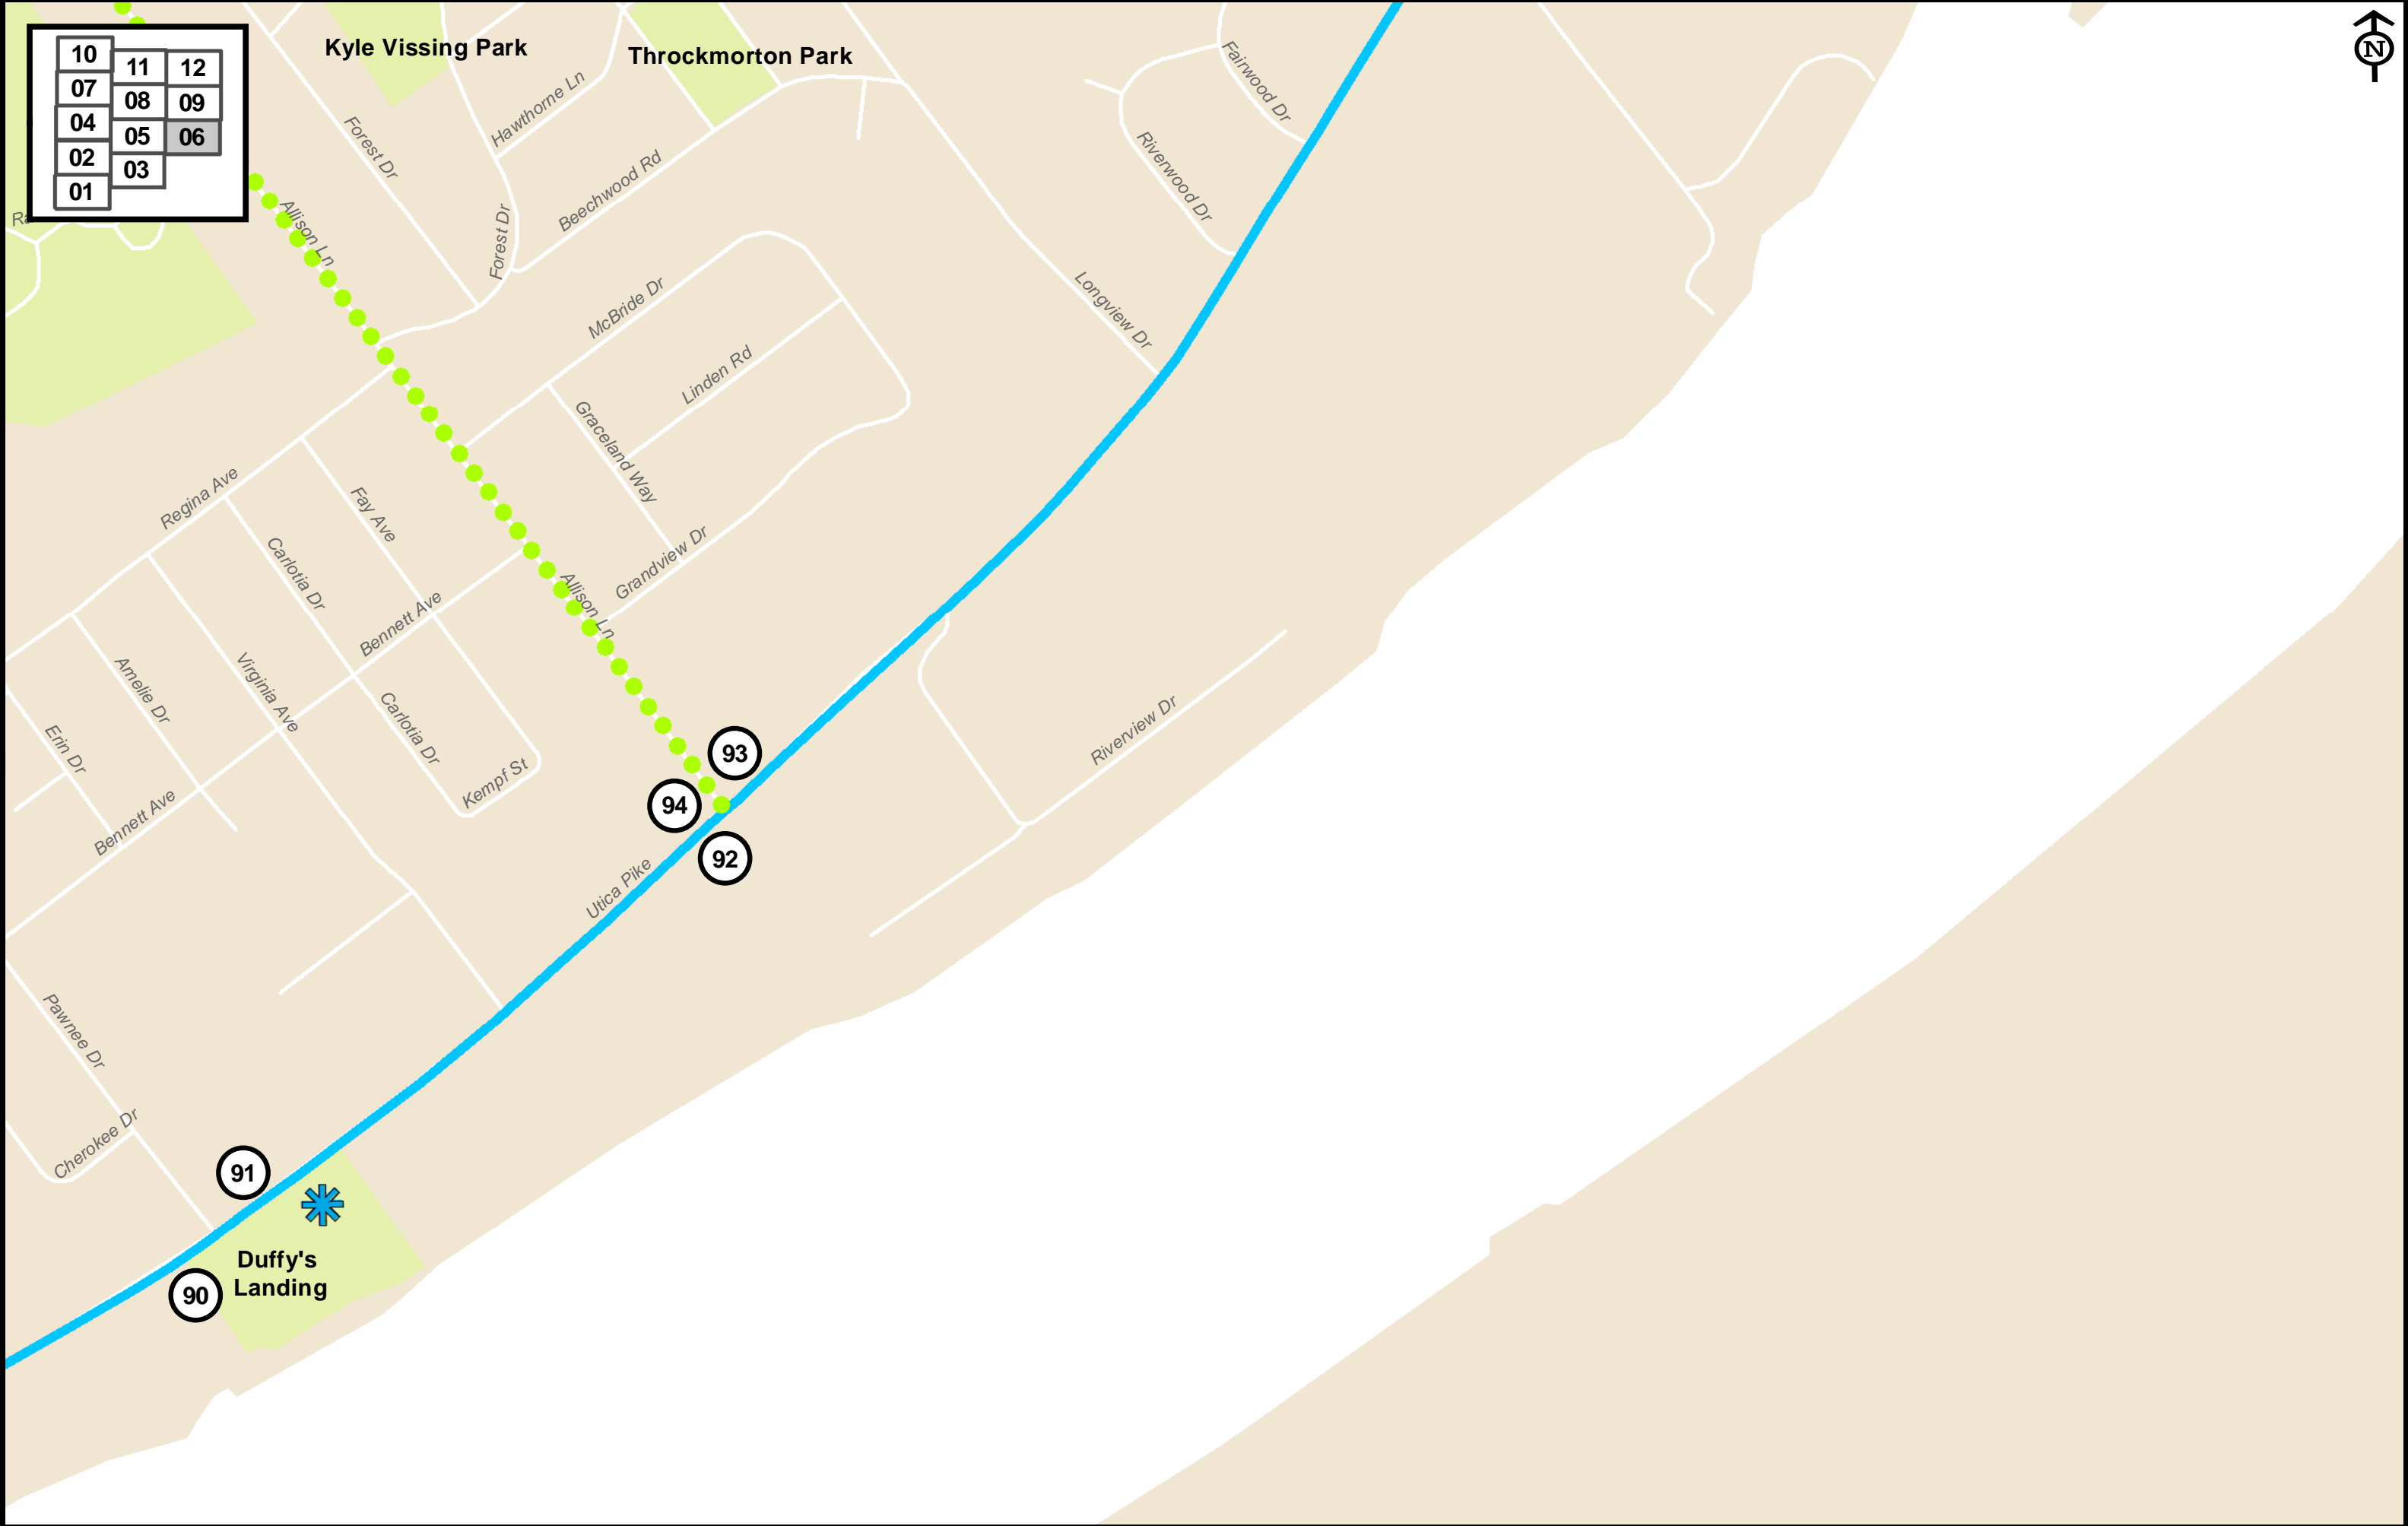 10
11
12
07
08
09
04
05
06
02
03
01
Kyle Vissing Park
Throckmorton Park
N
Forest Dr
Hawthorne Ln
Beechwood Rd
Forest Dr
Fairwood Dr
Riverwood Dr
Allison Ln
McBride Dr
Longview Dr
Linden Rd
Graceland Way
Regina Ave
Fay Ave
Carlotia Dr
Grandview Dr
Allison Ln
Bennett Ave
Amelie Dr
Virginia Ave
Carlotia Dr
Erin Dr
Kempf St
Bennett Ave
Riverview Dr
93
94
92
Utica Pike
Pawnee Dr
Cherokee Dr
91
Duffy's
Landing
90